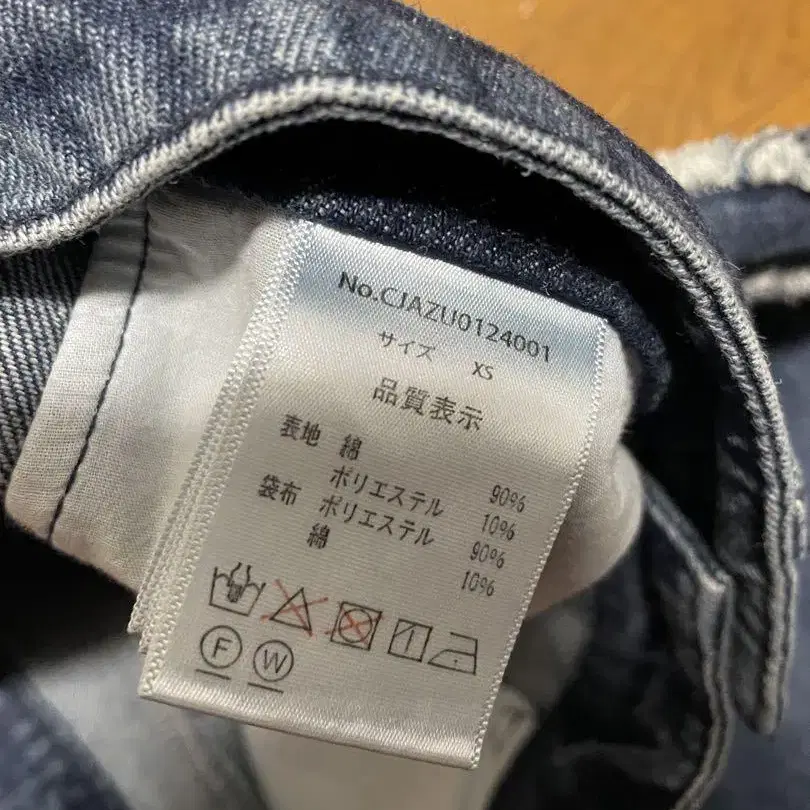 No.CJAZU0124001
サイズ XS
品質表示
表地 綿 90%
ポリエステル 10%
袋布 ポリエステル 90%
綿 10%
F W